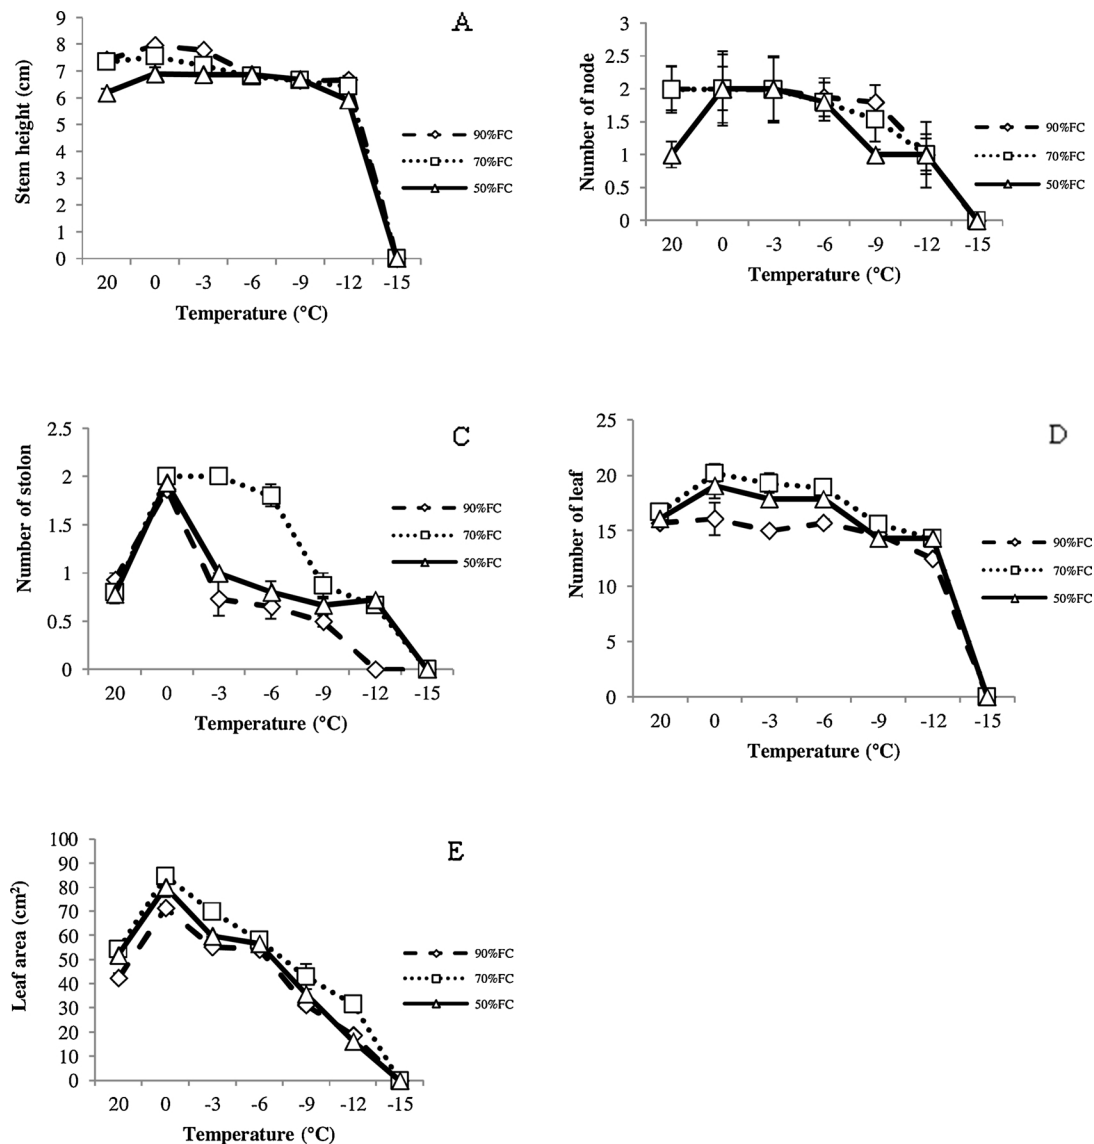 A
9
8
7
6
5
4
3
2
1
0
Stem height (cm)
20 0 -3 -6 -9 -12 -15
Temperature (°C)
90%FC
70%FC
50%FC
3
2.5
2
1.5
1
0.5
0
Number of node
20 0 -3 -6 -9 -12 -15
Temperature (°C)
90%FC
70%FC
50%FC
C
2.5
2
1.5
1
0.5
0
Number of stolon
20 0 -3 -6 -9 -12 -15
Temperature (°C)
90%FC
70%FC
50%FC
D
25
20
15
10
5
0
Number of leaf
20 0 -3 -6 -9 -12 -15
Temperature (°C)
90%FC
70%FC
50%FC
E
100
90
80
70
60
50
40
30
20
10
0
Leaf area (cm²)
20 0 -3 -6 -9 -12 -15
Temperature (°C)
90%FC
70%FC
50%FC